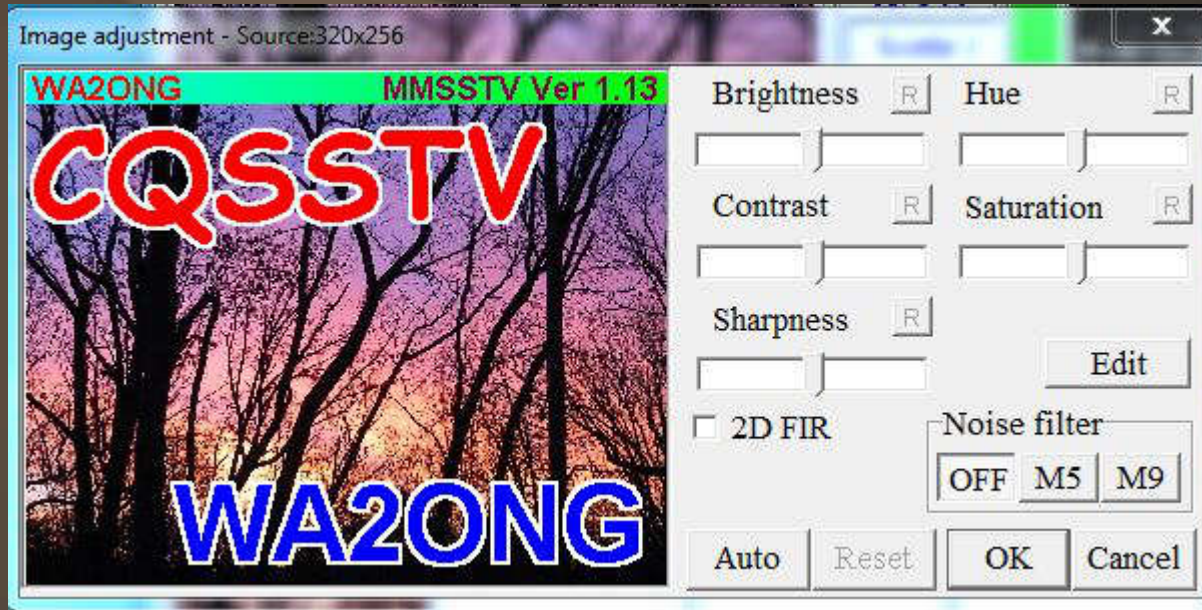 Image adjustment - Source:320x256
X
WA2ONG MMSSTV Ver 1.13
CQSSTV
WA2ONG
Brightness R Hue R
Contrast R Saturation R
Sharpness R
Edit
2D FIR
Noise filter
OFF M5 M9
Auto Reset OK Cancel